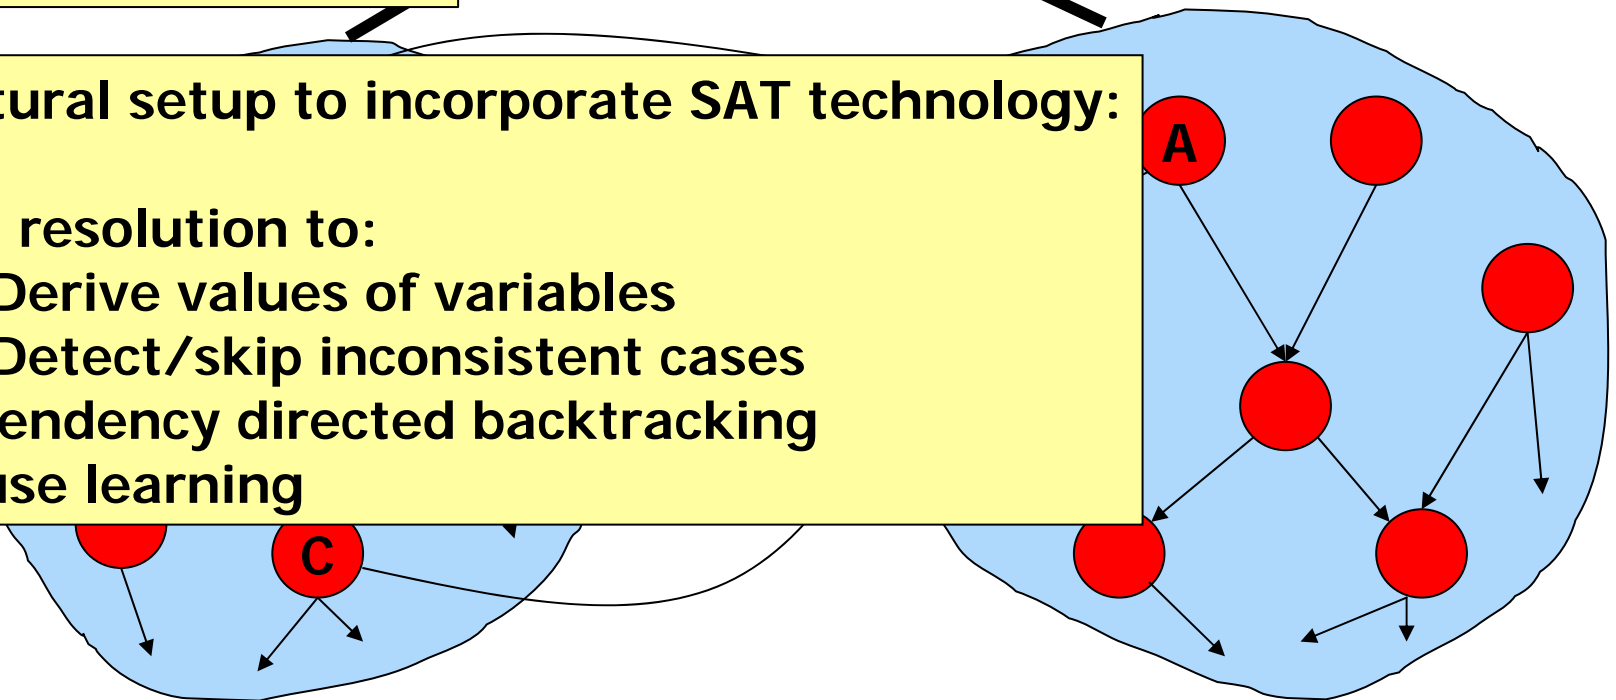 tural setup to incorporate SAT technology:
A
resolution to:
Derive values of variables
Detect/skip inconsistent cases
endency directed backtracking
use learning
C